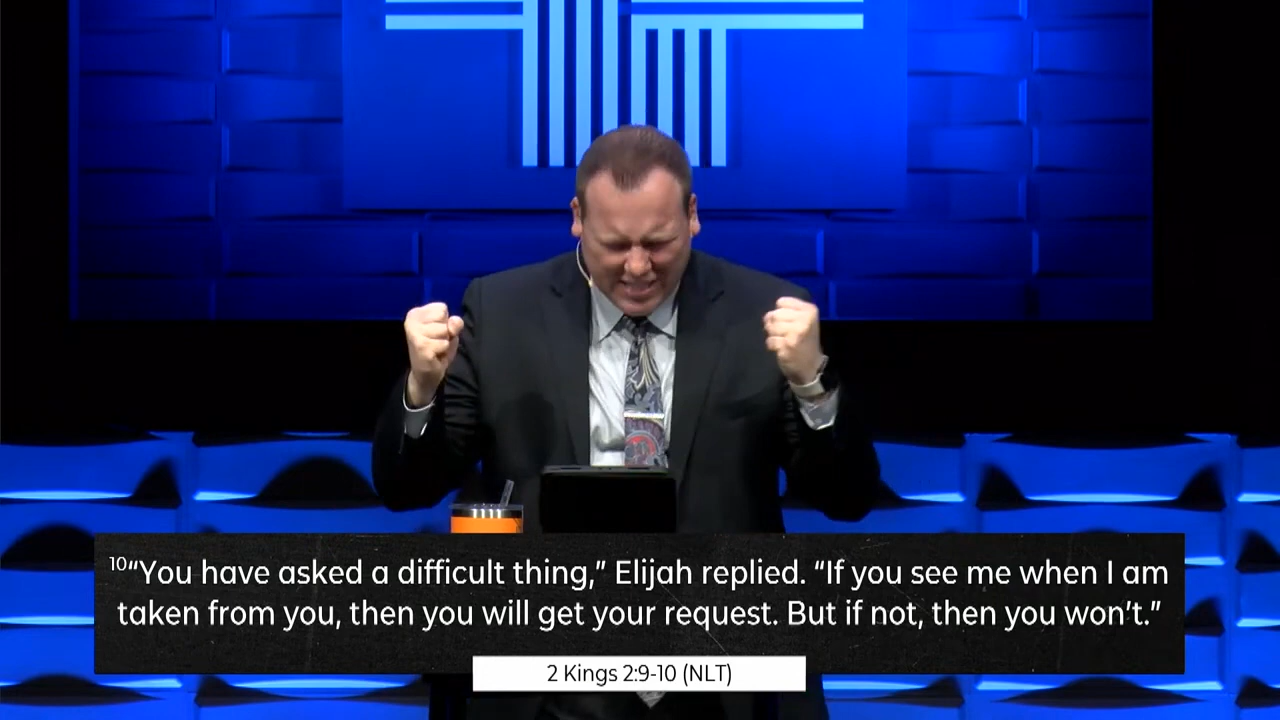 ¹⁰“You have asked a difficult thing,” Elijah replied. “If you see me when I am
taken from you, then you will get your request. But if not, then you won’t.”
2 Kings 2:9-10 (NLT)